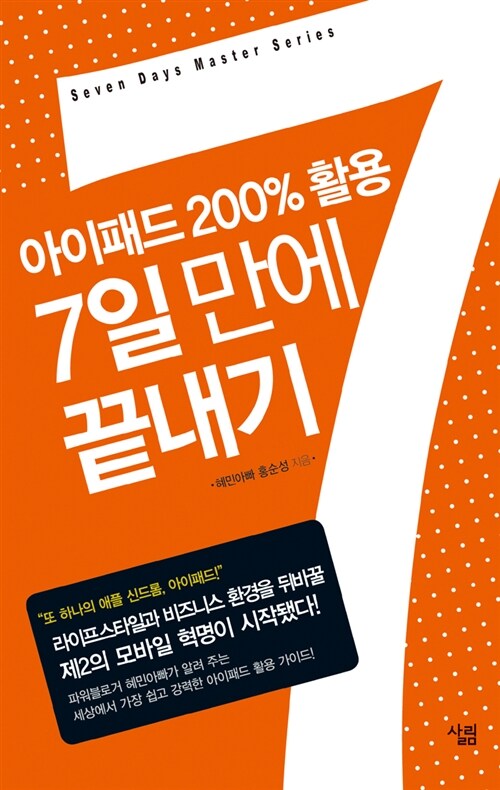 Seven Days Master Series
7
아이패드 200% 활용
7일 만에
끝내기
•혜민아빠 홍순성 지음•
“또 하나의 애플 신드롬, 아이패드!”
라이프스타일과 비즈니스 환경을 뒤바꿀
제2의 모바일 혁명이 시작됐다!
파워블로거 혜민아빠가 알려 주는
세상에서 가장 쉽고 강력한 아이패드 활용 가이드!
살림